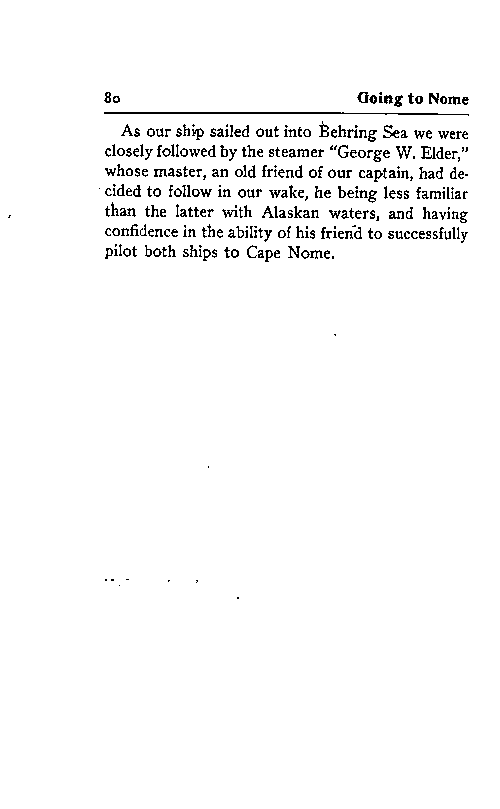 80 Going to Nome
As our ship sailed out into Behring Sea we were
closely followed by the steamer "George W. Elder,"
whose master, an old friend of our captain, had de-
cided to follow in our wake, he being less familiar
than the latter with Alaskan waters, and having
confidence in the ability of his friend to successfully
pilot both ships to Cape Nome.